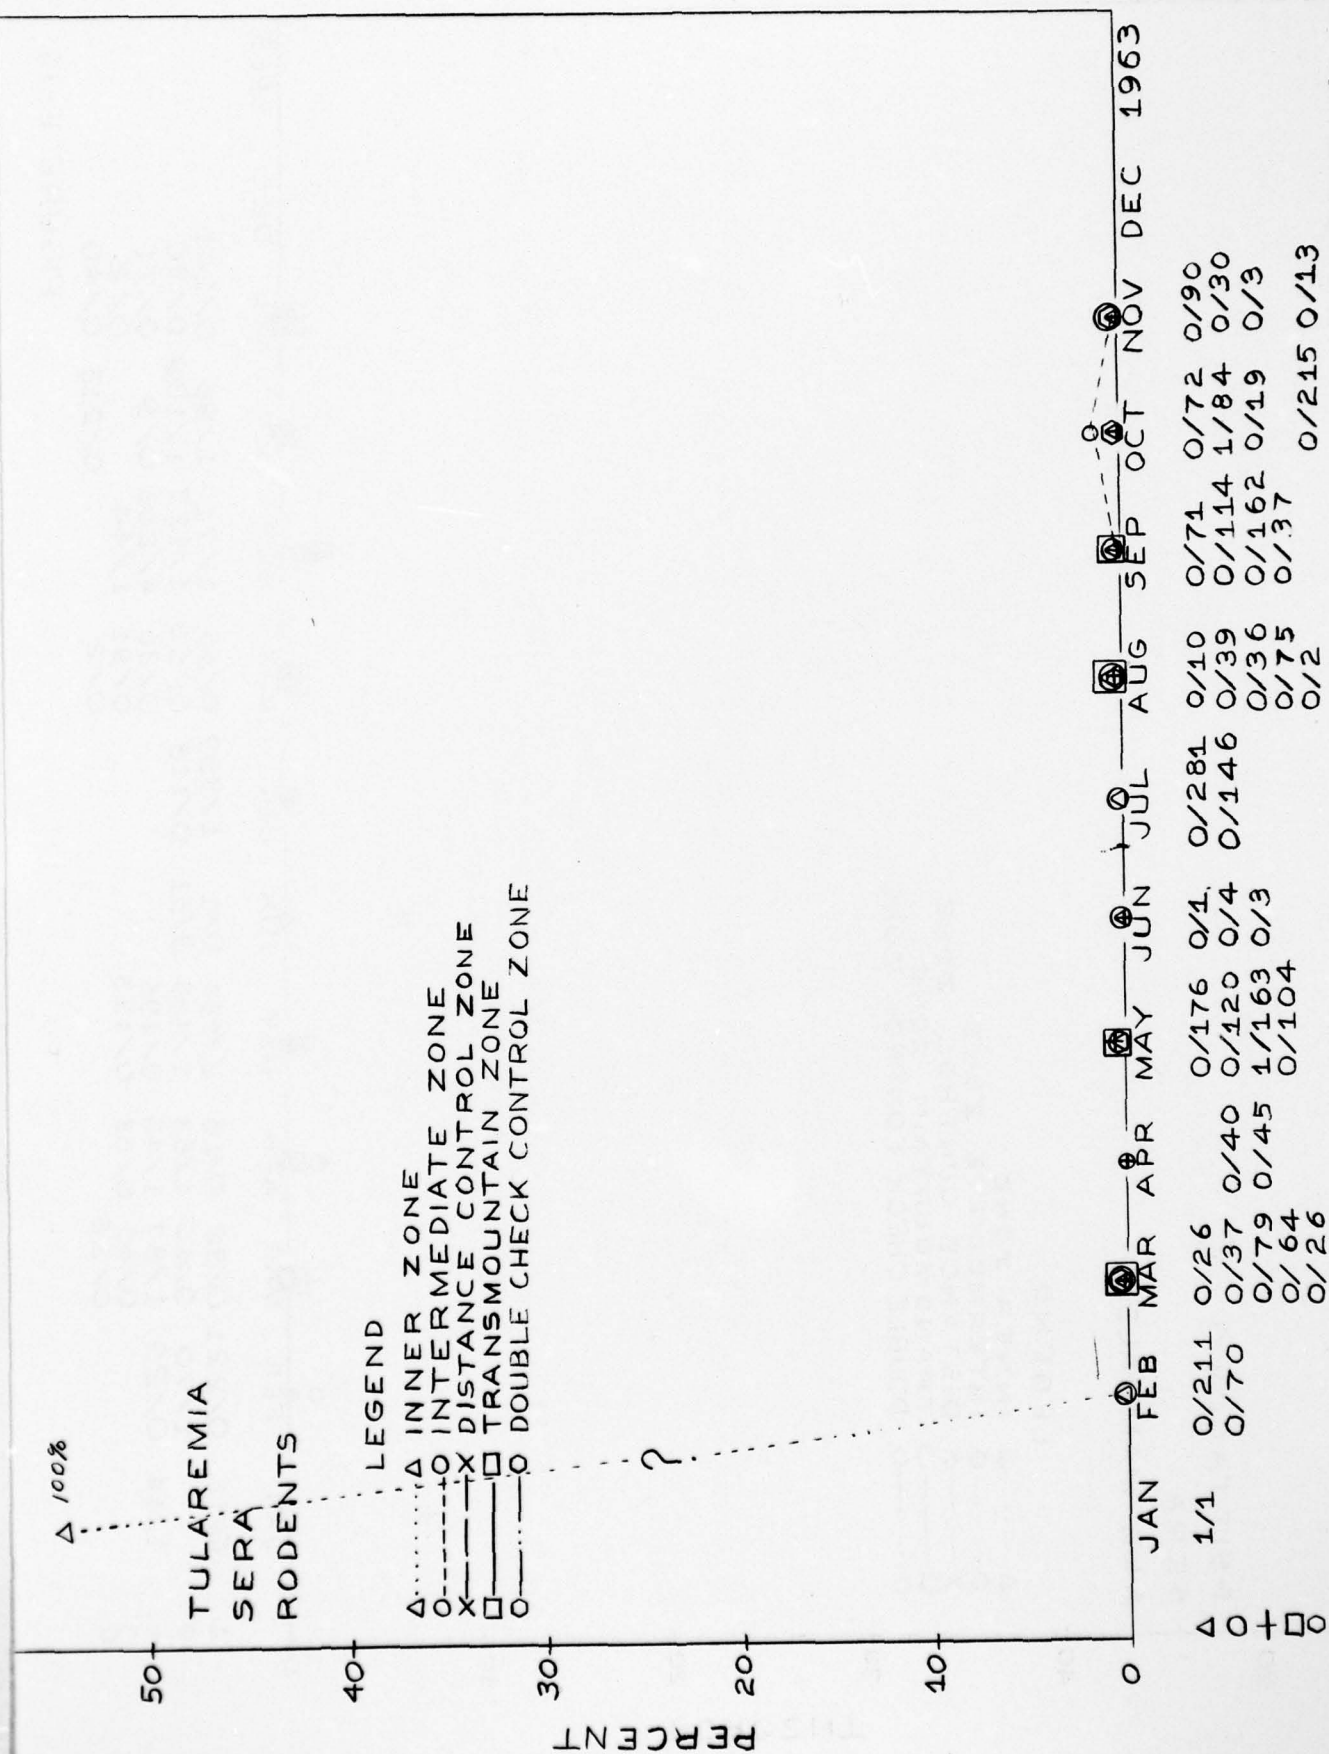 100%
TULAREMIA
SERA
RODENTS
LEGEND
INNER ZONE
INTERMEDIATE ZONE
DISTANCE CONTROL ZONE
TRANSMOUNTAIN ZONE
DOUBLE CHECK CONTROL ZONE
?
PERCENT
50
40
30
20
10
0
JAN FEB MAR APR MAY JUN JUL AUG SEP OCT NOV DEC 1963
△ 1/1 0/211 0/26 0/176 0/1 0/281 0/10 0/71 0/72 0/90
○ 0/70 0/37 0/40 0/120 0/4 0/146 0/39 0/114 1/84 0/30
+ 0/79 0/45 1/163 0/3 0/36 0/162 0/19 0/3
□ 0/64 0/104 0/75 0/37
○ 0/26 0/2 0/215 0/13